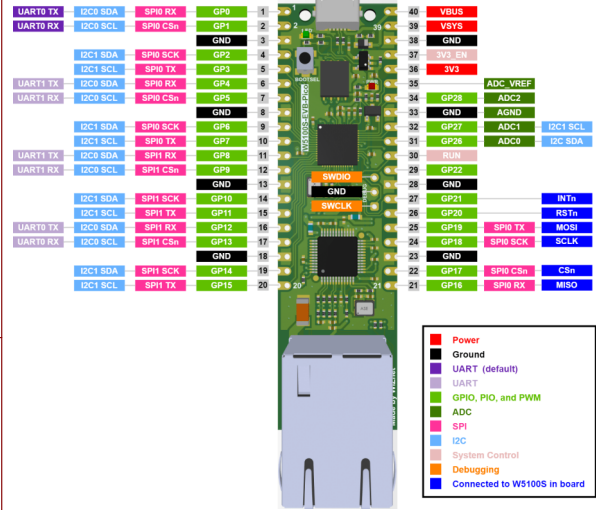 UART0 TX I2C0 SDA SPI0 RX GP0 1 40 VBUS
UART0 RX I2C0 SCL SPI0 CSn GP1 2 39 VSYS
GND 3 38 GND
I2C1 SDA SPI0 SCK GP2 4 37 3V3_EN
I2C1 SCL SPI0 TX GP3 5 36 3V3
UART1 TX I2C0 SDA SPI0 RX GP4 6 35 ADC_VREF
UART1 RX I2C0 SCL SPI0 CSn GP5 7 34 GP28 ADC2
GND 8 33 GND AGND
I2C1 SDA SPI0 SCK GP6 9 32 GP27 ADC1 I2C1 SCL
I2C1 SCL SPI0 TX GP7 10 31 GP26 ADC0 I2C SDA
UART1 TX I2C0 SDA SPI1 RX GP8 11 30 RUN
UART1 RX I2C0 SCL SPI1 CSn GP9 12 29 GP22
GND 13 28 GND
I2C1 SDA SPI1 SCK GP10 14 27 GP21 INTn
I2C1 SCL SPI1 TX GP11 15 26 GP20 RSTn
UART0 TX I2C0 SDA SPI1 RX GP12 16 25 GP19 SPI0 TX MOSI
UART0 RX I2C0 SCL SPI1 CSn GP13 17 24 GP18 SPI0 SCK SCLK
GND 18 23 GND
I2C1 SDA SPI1 SCK GP14 19 22 GP17 SPI0 CSn CSn
I2C1 SCL SPI1 TX GP15 20 21 GP16 SPI0 RX MISO
1
2
39
BOOTSEL
W5100S-EVB-Pico
SWDIO
GND
SWCLK
20
21
Made by WIZnet
Power
Ground
UART (default)
UART
GPIO, PIO, and PWM
ADC
SPI
I2C
System Control
Debugging
Connected to W5100S in board